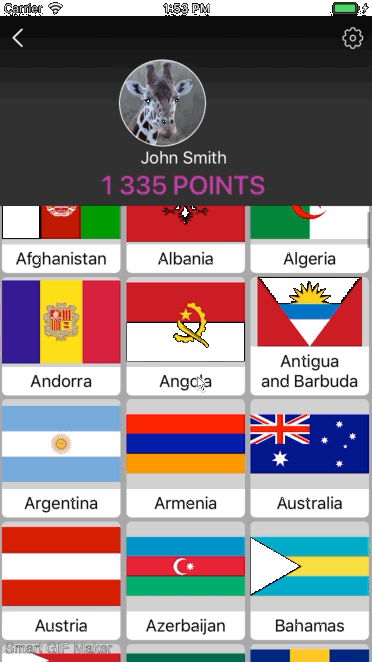 Carrier 1:53 PM
John Smith
1 335 POINTS
Afghanistan Albania Algeria
Andorra Angola Antigua
and Barbuda
Argentina Armenia Australia
Austria Azerbaijan Bahamas
Smart GIF Maker